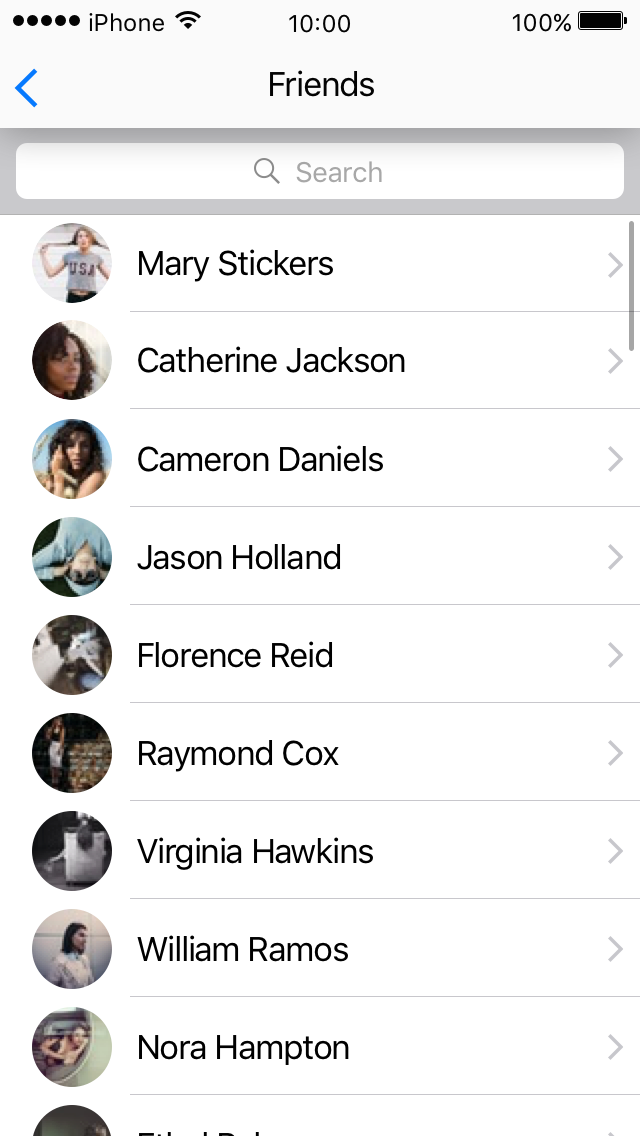 iPhone 10:00 100%
Friends
Search
USA
Mary Stickers
Catherine Jackson
Cameron Daniels
Jason Holland
Florence Reid
Raymond Cox
Virginia Hawkins
William Ramos
Nora Hampton